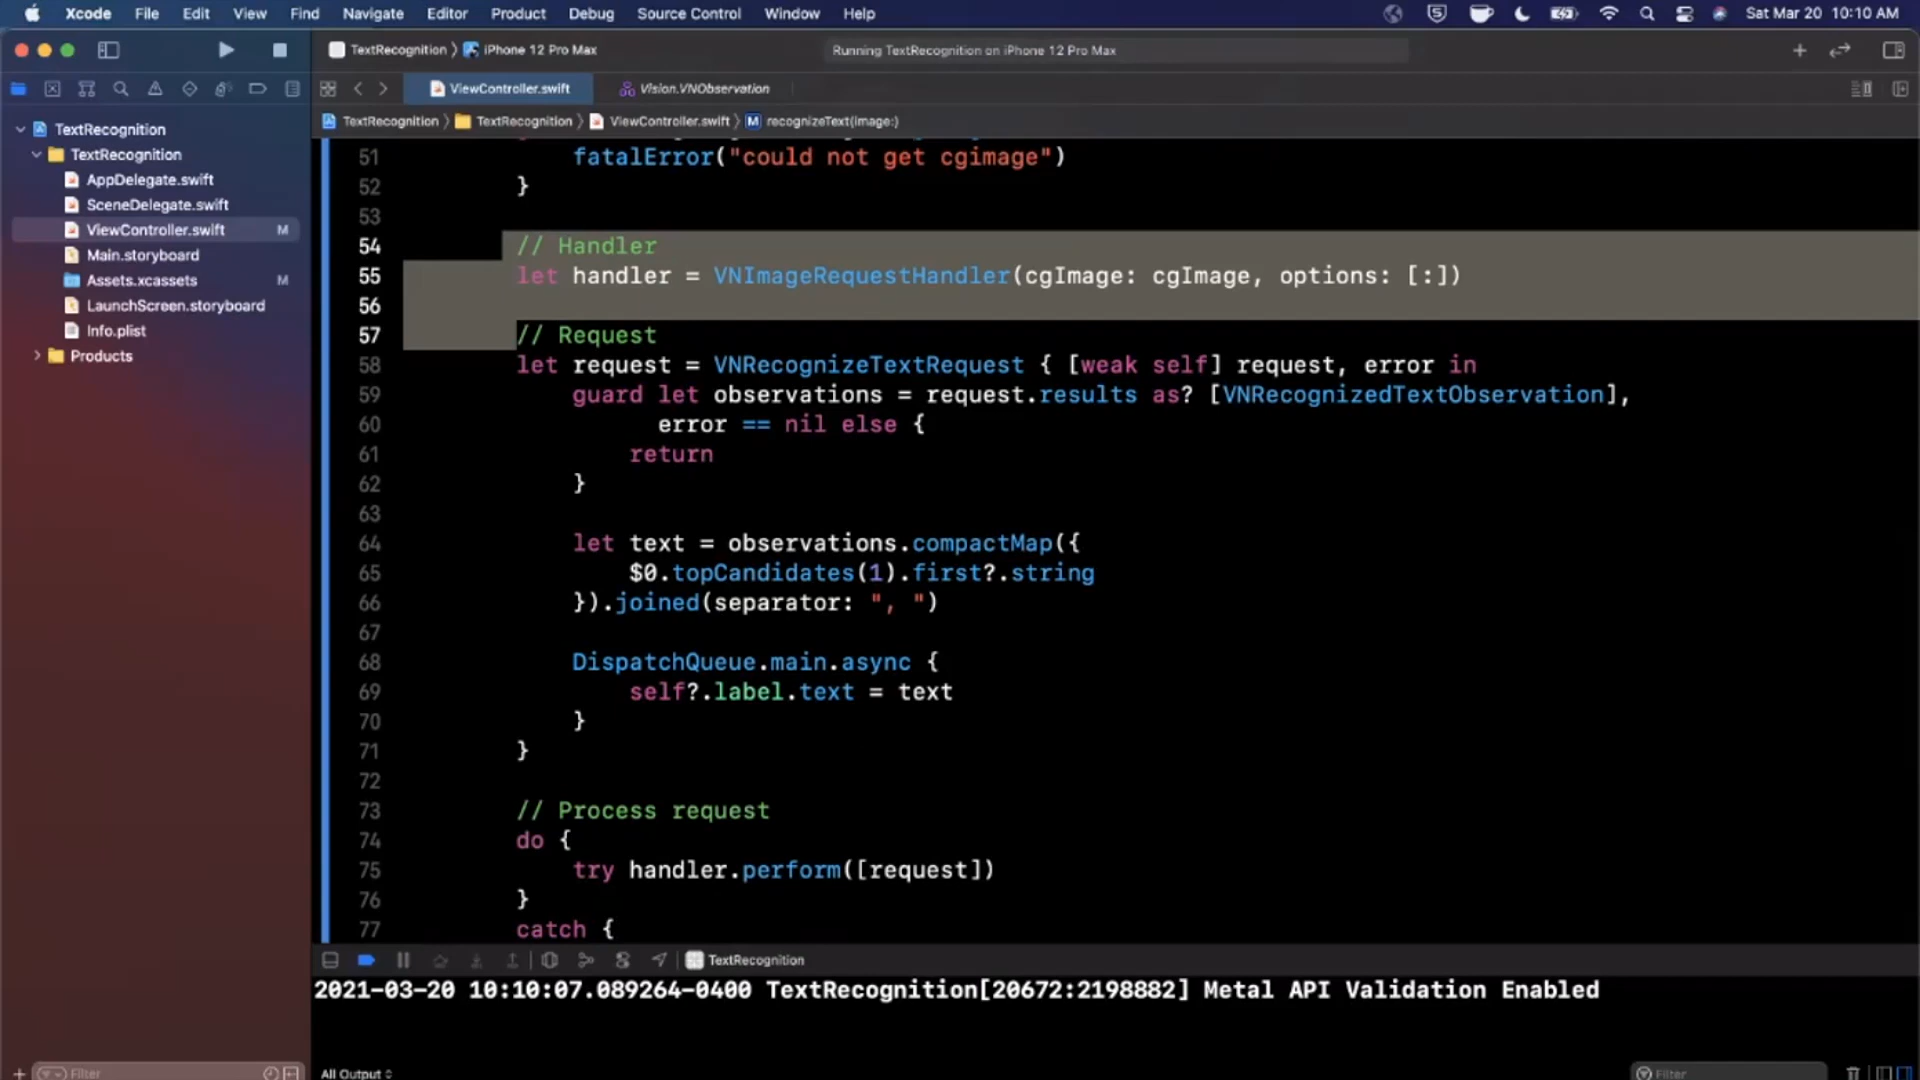 Xcode File Edit View Find Navigate Editor Product Debug Source Control Window Help Sat Mar 20 10:10 AM
TextRecognition iPhone 12 Pro Max Running TextRecognition on iPhone 12 Pro Max
ViewController.swift Vision.VNObservation
TextRecognition TextRecognition ViewController.swift M recognizeText(image:)
TextRecognition
TextRecognition
AppDelegate.swift
SceneDelegate.swift
ViewController.swift M
Main.storyboard
Assets.xcassets M
LaunchScreen.storyboard
Info.plist
Products
51 fatalError("could not get cgimage")
52 }
53
54 // Handler
55 let handler = VNImageRequestHandler(cgImage: cgImage, options: [:])
56
57 // Request
58 let request = VNRecognizeTextRequest { [weak self] request, error in
59 guard let observations = request.results as? [VNRecognizedTextObservation],
60 error == nil else {
61 return
62 }
63
64 let text = observations.compactMap({
65 $0.topCandidates(1).first?.string
66 }).joined(separator: ", ")
67
68 DispatchQueue.main.async {
69 self?.label.text = text
70 }
71 }
72
73 // Process request
74 do {
75 try handler.perform([request])
76 }
77 catch {
TextRecognition
2021-03-20 10:10:07.089264-0400 TextRecognition[20672:2198882] Metal API Validation Enabled
Filter All Output Filter